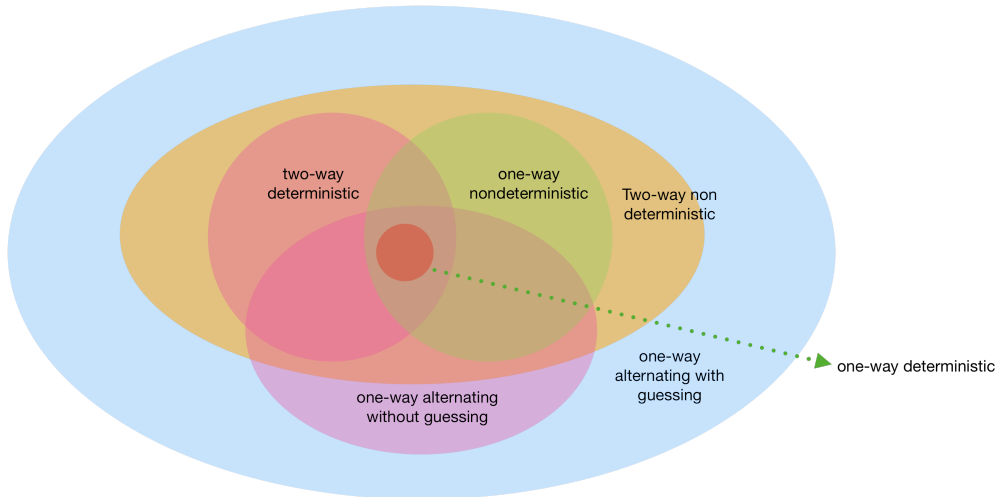 two-way
deterministic
one-way
nondeterministic
Two-way non
deterministic
one-way
alternating with
guessing
one-way deterministic
one-way alternating
without guessing